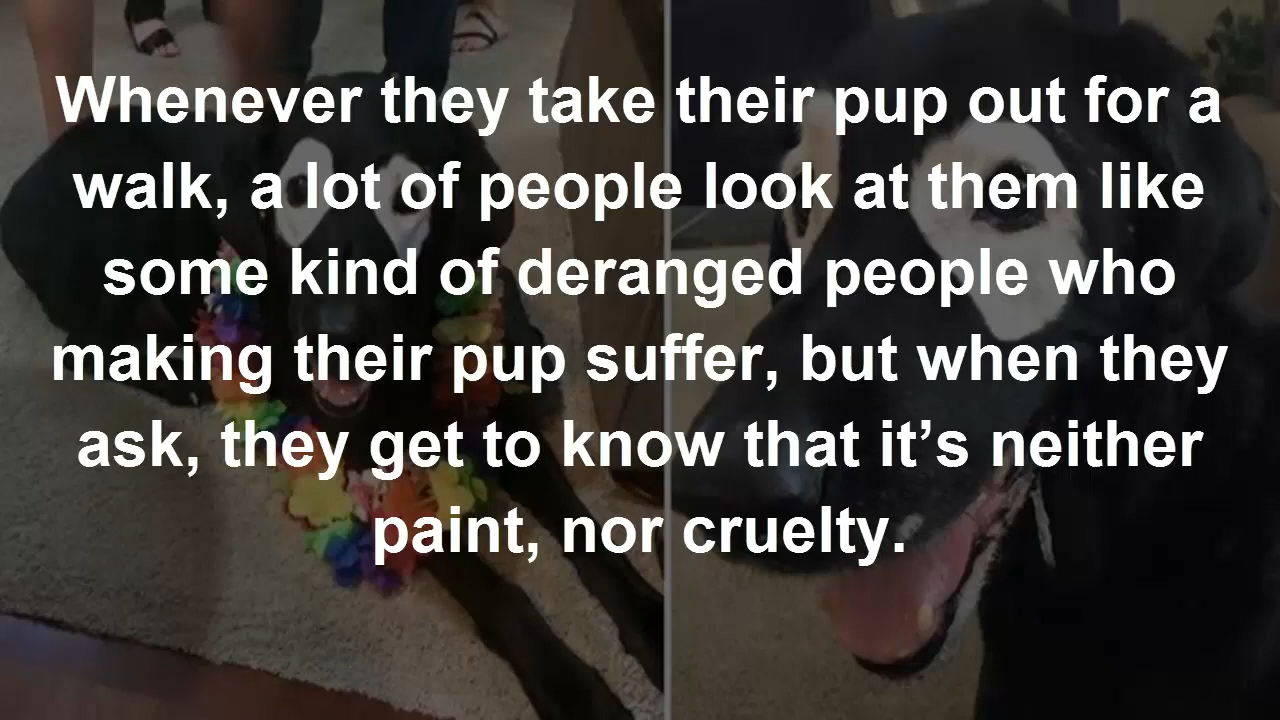 Whenever they take their pup out for a
walk, a lot of people look at them like
some kind of deranged people who
making their pup suffer, but when they
ask, they get to know that it’s neither
paint, nor cruelty.